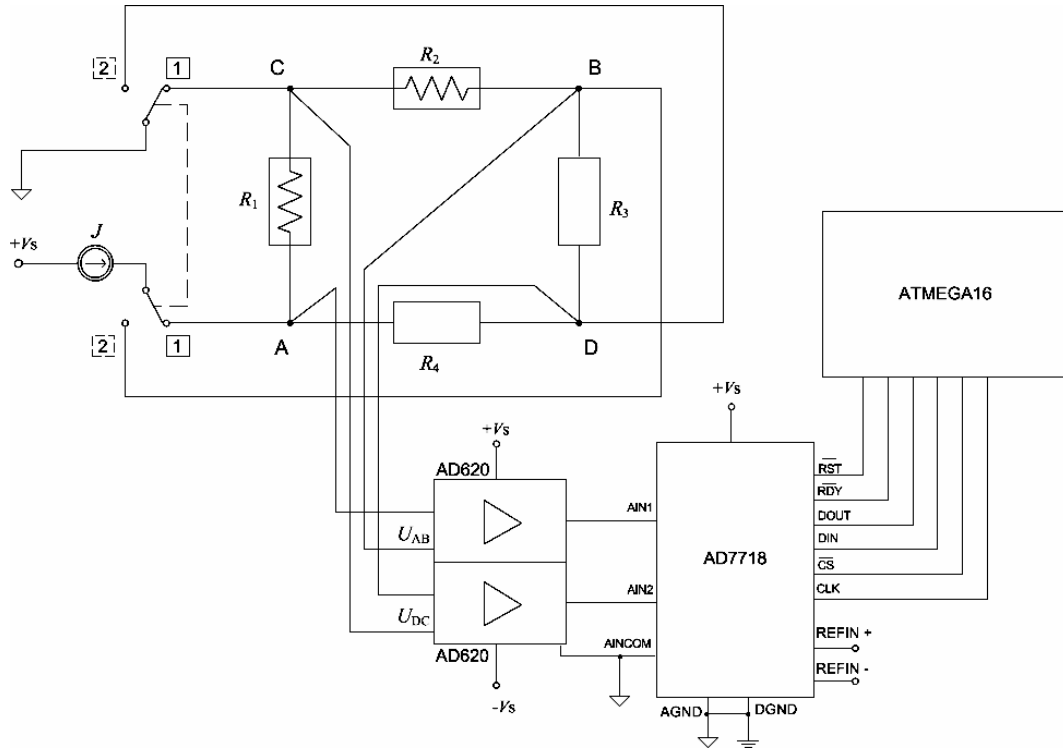 2
1
C
R2
B
R1
R3
+Vs
J
ATMEGA16
2
1
A
R4
D
+Vs
+Vs
AD620
UAB
UDC
AD620
-Vs
AIN1
AIN2
AINCOM
AD7718
RST
RDY
DOUT
DIN
CS
CLK
REFIN +
REFIN -
AGND
DGND